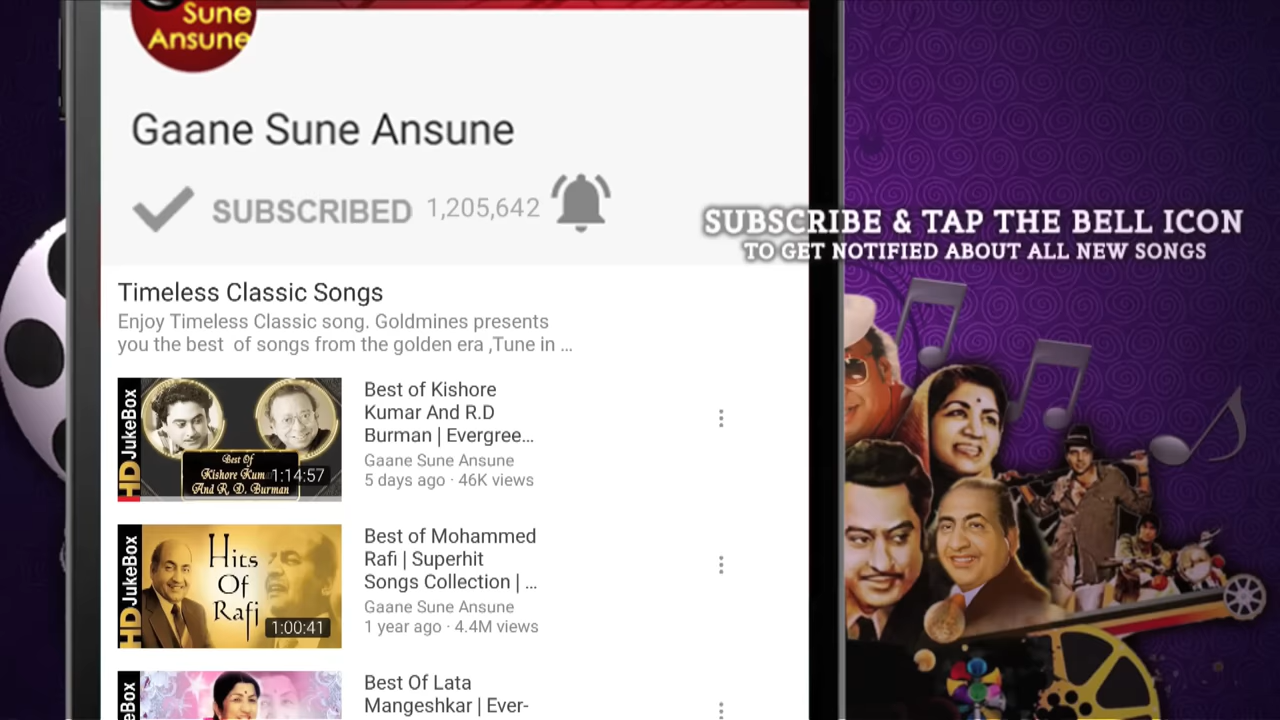 Sune
Ansune
Gaane Sune Ansune
SUBSCRIBED 1,205,642
SUBSCRIBE & TAP THE BELL ICON
TO GET NOTIFIED ABOUT ALL NEW SONGS
Timeless Classic Songs
Enjoy Timeless Classic song. Goldmines presents
you the best of songs from the golden era ,Tune in ...
HD JukeBox
Best Of
Kishore Kum
And R. D. Burman
1:14:57
Best of Kishore
Kumar And R.D
Burman | Evergree...
Gaane Sune Ansune
5 days ago · 46K views
HD JukeBox
Hits
Of
Rafi
1:00:41
Best of Mohammed
Rafi | Superhit
Songs Collection | ...
Gaane Sune Ansune
1 year ago · 4.4M views
eBox
Best Of Lata
Mangeshkar | Ever-